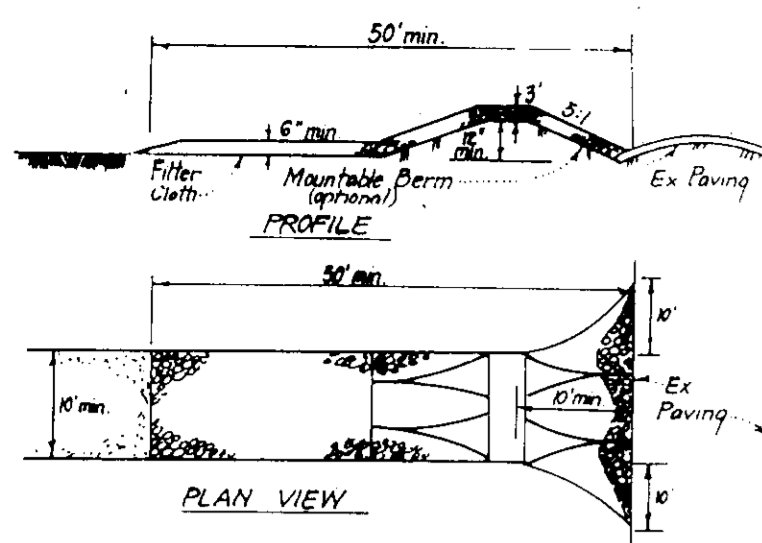 50' min.
3'
5:1
6" min
12"
min.
Filter
Cloth
Mountable Berm
(optional)
Ex Paving
PROFILE
50' min.
10'
10' min.
10' min
Ex
Paving
10'
PLAN VIEW